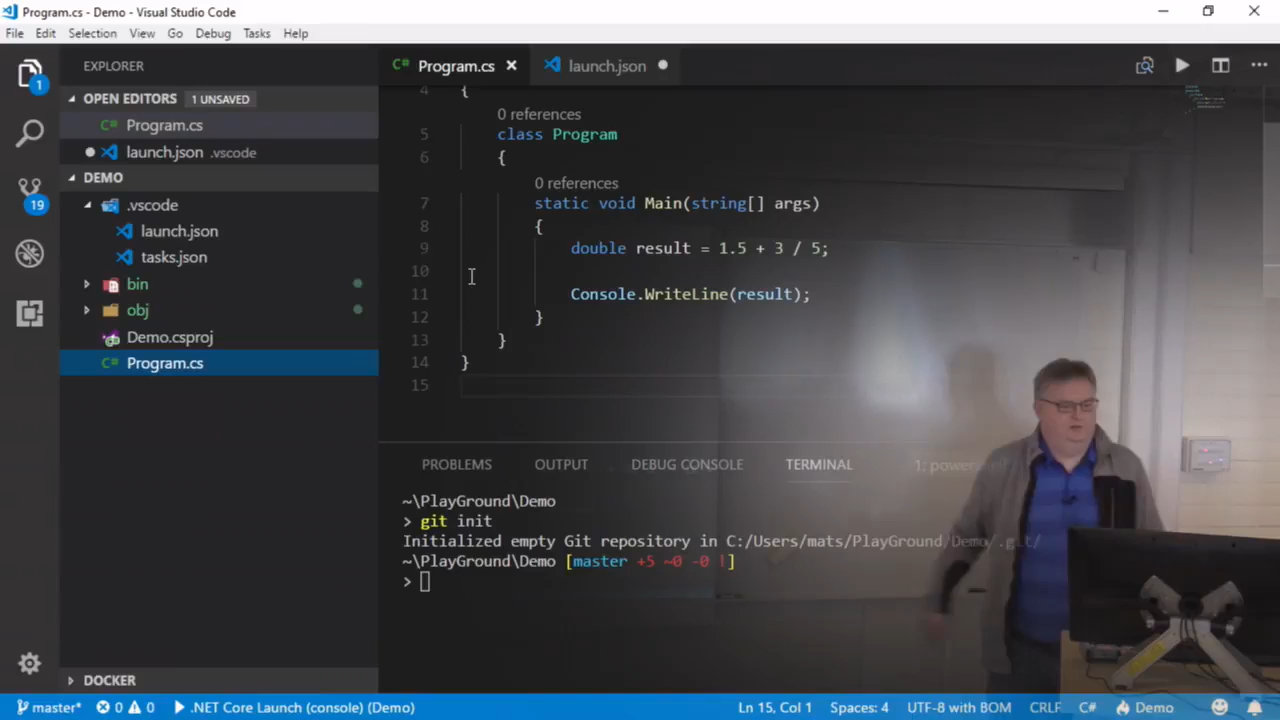 Program.cs - Demo - Visual Studio Code
File Edit Selection View Go Debug Tasks Help
EXPLORER
OPEN EDITORS 1 UNSAVED
C# Program.cs
launch.json .vscode
DEMO
.vscode
launch.json
tasks.json
bin
obj
Demo.csproj
C# Program.cs
DOCKER
1
19
C# Program.cs launch.json
4 {
0 references
5 class Program
6 {
0 references
7 static void Main(string[] args)
8 {
9 double result = 1.5 + 3 / 5;
10
11 Console.WriteLine(result);
12 }
13 }
14 }
15
PROBLEMS OUTPUT DEBUG CONSOLE TERMINAL 1: powers
~\PlayGround\Demo
> git init
Initialized empty Git repository in C:/Users/mats/PlayGround/Demo/.git/
~\PlayGround\Demo [master +5 ~0 -0 !]
>
master* 0 0 .NET Core Launch (console) (Demo) Ln 15, Col 1 Spaces: 4 UTF-8 with BOM CRLF C# Demo